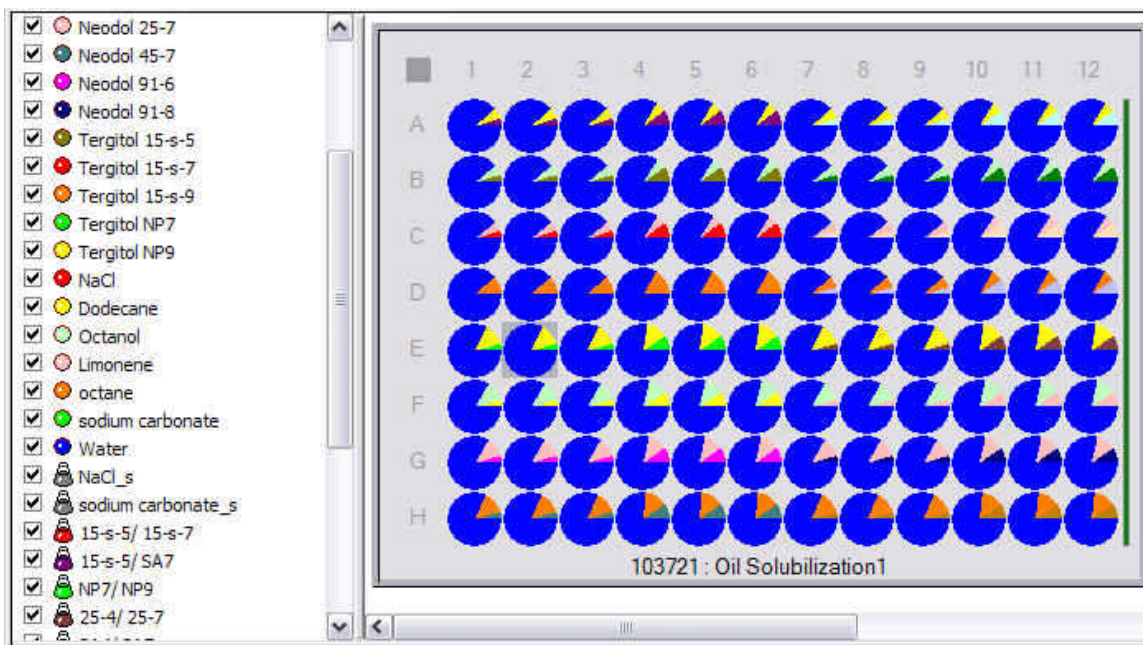 Neodol 25-7
Neodol 45-7
Neodol 91-6
Neodol 91-8
Tergitol 15-s-5
Tergitol 15-s-7
Tergitol 15-s-9
Tergitol NP7
Tergitol NP9
NaCl
Dodecane
Octanol
Limonene
octane
sodium carbonate
Water
NaCl_s
sodium carbonate_s
15-s-5/ 15-s-7
15-s-5/ SA7
NP7/ NP9
25-4/ 25-7
1 2 3 4 5 6 7 8 9 10 11 12
A
B
C
D
E
F
G
H
103721 : Oil Solubilization1